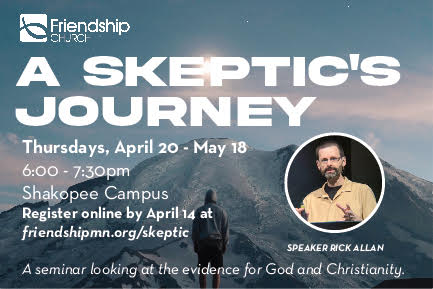 Friendship
CHURCH
A SKEPTIC'S
JOURNEY
Thursdays, April 20 - May 18
6:00 - 7:30pm
Shakopee Campus
Register online by April 14 at
friendshipmn.org/skeptic
SPEAKER RICK ALLAN
A seminar looking at the evidence for God and Christianity.